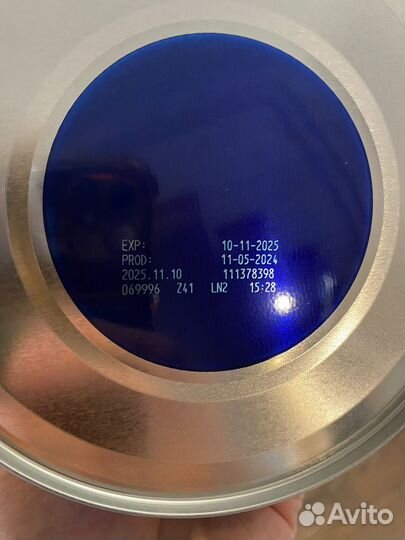 EXP: 10-11-2025
PROD: 11-05-2024
2025.11.10 111378398
069996 Z41 LN2 15:28
Avito